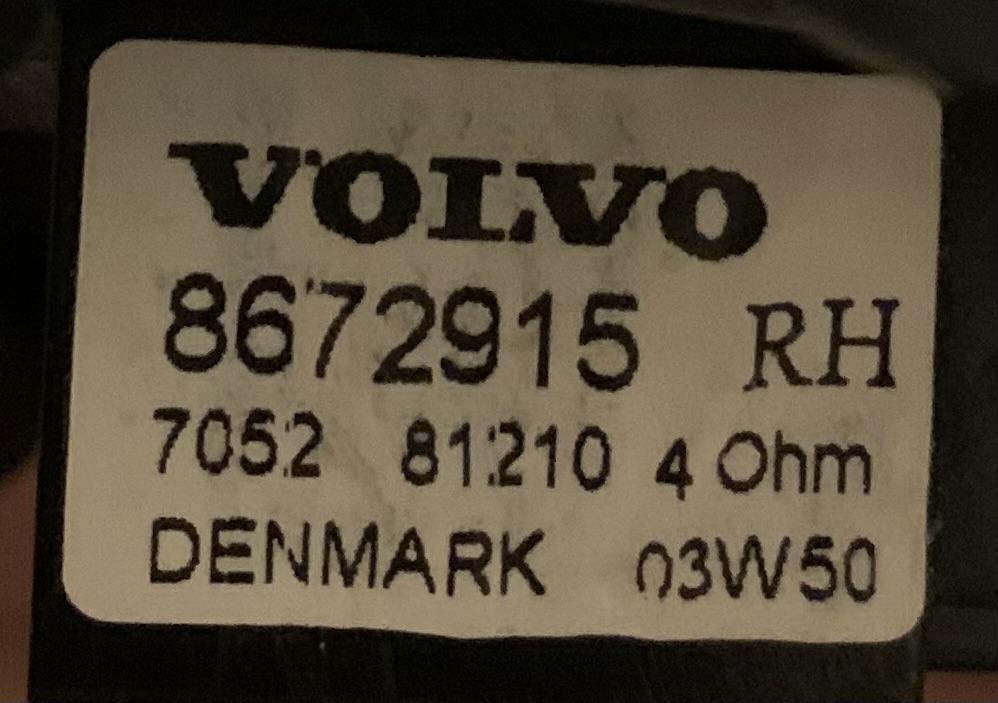 VOLVO
8672915 RH
7052 81210 4 Ohm
DENMARK 03W50